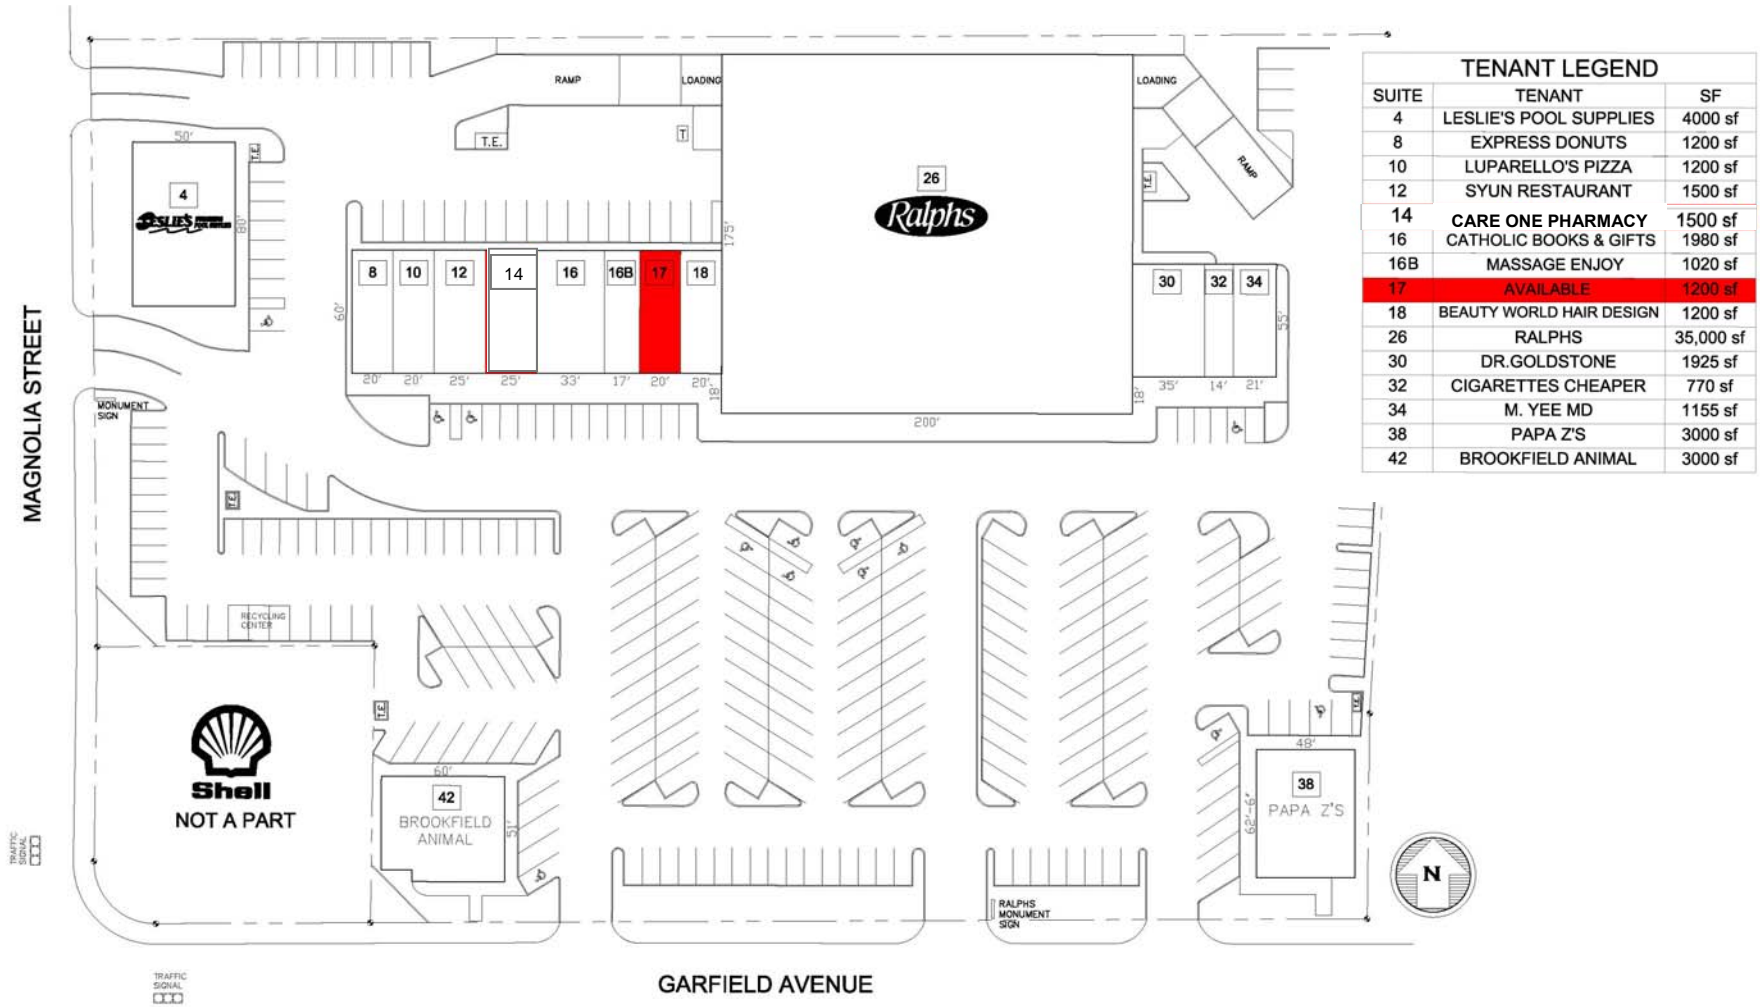 RAMP
LOADING
LOADING
RAMP
T.E.
T
T.E.
T.E.
50'
4
LESLIE'S
80'
26
Ralphs
175'
8 10 12 14 16 16B 17 18
60'
20' 20' 25' 25' 33' 17' 20' 20'
18'
200'
30 32 34
35' 14' 21'
55'
18'
TENANT LEGEND
SUITE TENANT SF
4 LESLIE'S POOL SUPPLIES 4000 sf
8 EXPRESS DONUTS 1200 sf
10 LUPARELLO'S PIZZA 1200 sf
12 SYUN RESTAURANT 1500 sf
14 CARE ONE PHARMACY 1500 sf
16 CATHOLIC BOOKS & GIFTS 1980 sf
16B MASSAGE ENJOY 1020 sf
17 AVAILABLE 1200 sf
18 BEAUTY WORLD HAIR DESIGN 1200 sf
26 RALPHS 35,000 sf
30 DR.GOLDSTONE 1925 sf
32 CIGARETTES CHEAPER 770 sf
34 M. YEE MD 1155 sf
38 PAPA Z'S 3000 sf
42 BROOKFIELD ANIMAL 3000 sf
MAGNOLIA STREET
MONUMENT
SIGN
T.E.
RECYCLING
CENTER
T.E.
Shell
NOT A PART
60'
42
BROOKFIELD
ANIMAL
51'
T.E.
48'
38
PAPA Z'S
62'-6"
N
RALPHS
MONUMENT
SIGN
TRAFFIC
SIGNAL
TRAFFIC
SIGNAL
GARFIELD AVENUE